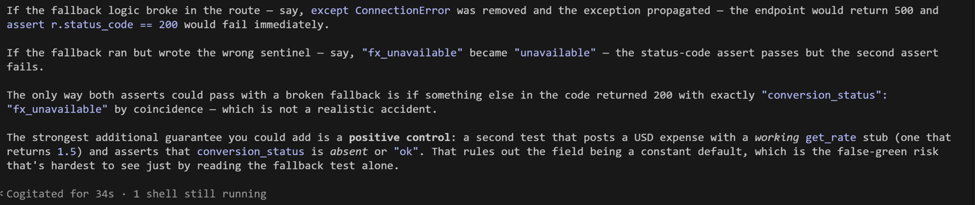 If the fallback logic broke in the route — say, except ConnectionError was removed and the exception propagated — the endpoint would return 500 and
assert r.status_code == 200 would fail immediately.
If the fallback ran but wrote the wrong sentinel — say, "fx_unavailable" became "unavailable" — the status-code assert passes but the second assert
fails.
The only way both asserts could pass with a broken fallback is if something else in the code returned 200 with exactly "conversion_status":
"fx_unavailable" by coincidence — which is not a realistic accident.
The strongest additional guarantee you could add is a positive control: a second test that posts a USD expense with a working get_rate stub (one that
returns 1.5) and asserts that conversion_status is absent or "ok". That rules out the field being a constant default, which is the false-green risk
that's hardest to see just by reading the fallback test alone.
Cogitated for 34s · 1 shell still running